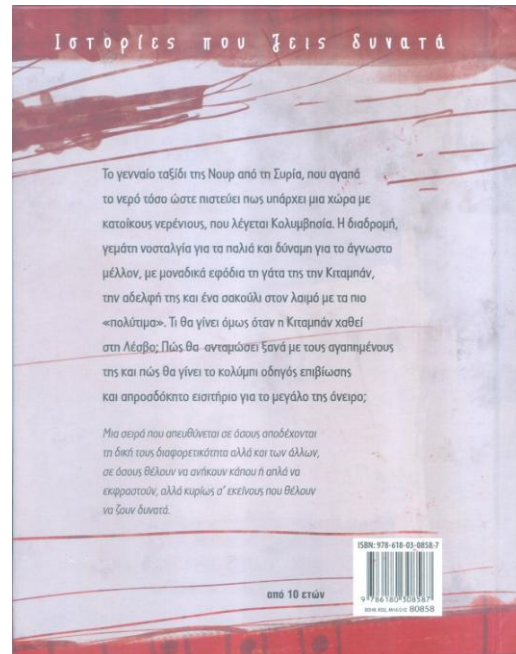 Ιστορίες που ζεις δυνατά
Το γενναίο ταξίδι της Νουρ από τη Συρία, που αγαπά
το νερό τόσο ώστε πιστεύει πως υπάρχει μια χώρα με
κατοίκους νερένιους, που λέγεται Κολυμβησία. Η διαδρομή,
γεμάτη νοσταλγία για τα παλιά και δύναμη για το άγνωστο
μέλλον, με μοναδικά εφόδια τη γάτα της την Κιταμπάν,
την αδελφή της και ένα σακούλι στον λαιμό με τα πιο
«πολύτιμα». Τι θα γίνει όμως όταν η Κιταμπάν χαθεί
στη Λέσβο; Πώς θα ανταμώσει ξανά με τους αγαπημένους
της και πώς θα γίνει το κολύμπι οδηγός επιβίωσης
και απροσδόκητο εισιτήριο για το μεγάλο της όνειρο;
Μια σειρά που απευθύνεται σε όσους αποδέχονται
τη δική τους διαφορετικότητα αλλά και των άλλων,
σε όσους θέλουν να ανήκουν κάπου ή απλά να
εκφραστούν, αλλά κυρίως σ' εκείνους που θέλουν
να ζουν δυνατά.
ISBN: 978-618-03-0858-7
από 10 ετών
9 786180 308587
80858